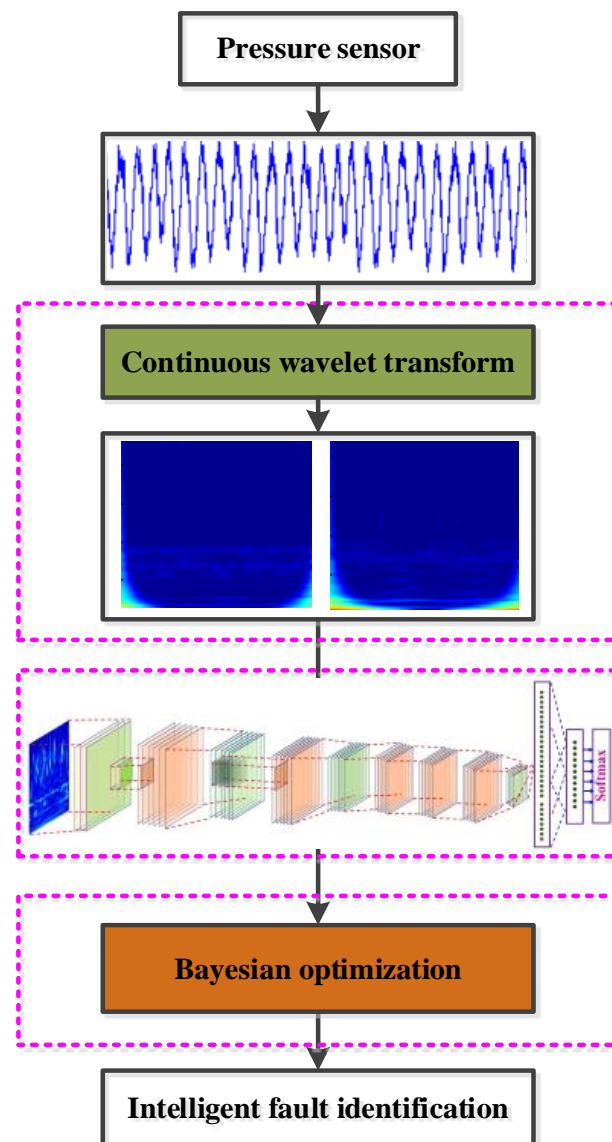 Pressure sensor
Continuous wavelet transform
Softmax
Bayesian optimization
Intelligent fault identification